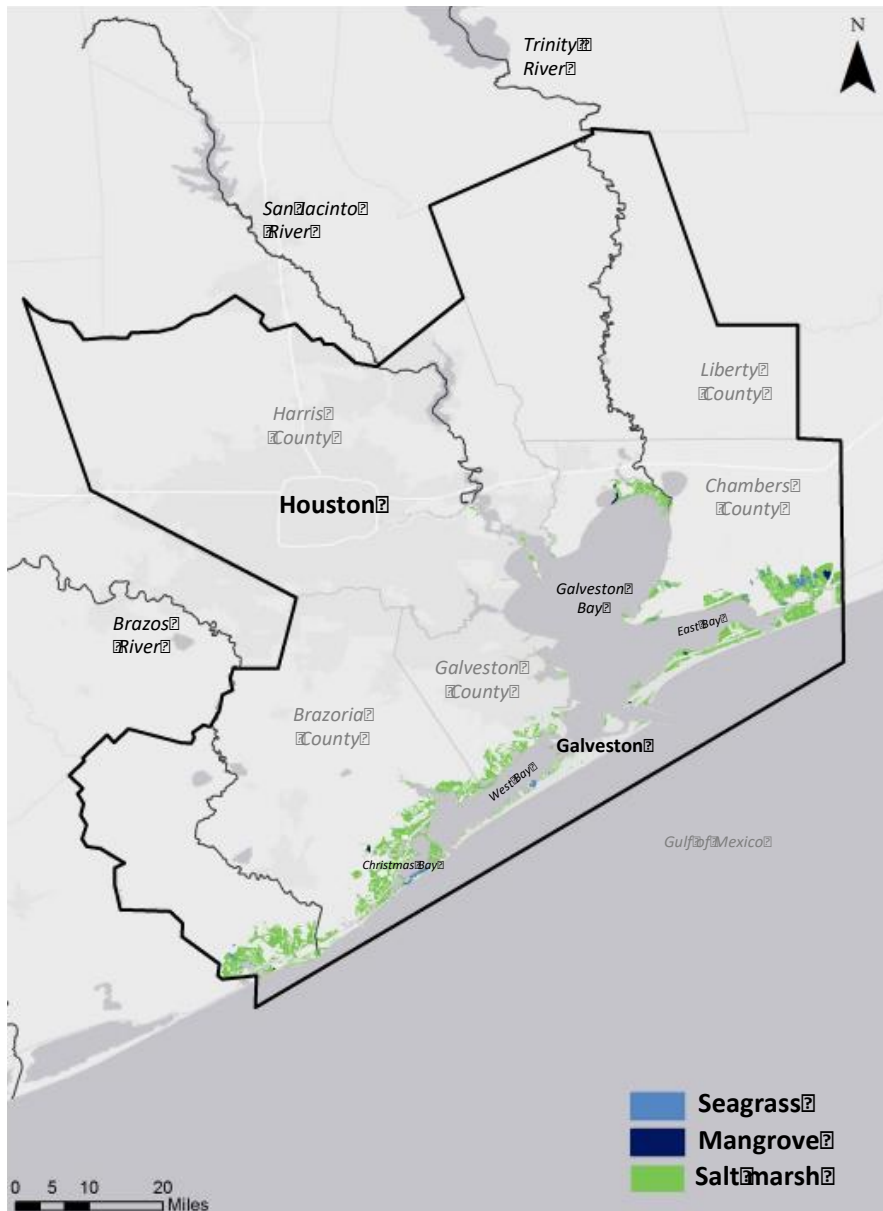 N
Trinity
River
San Jacinto
River
Liberty
County
Harris
County
Chambers
County
Houston
Galveston
Bay
Brazos
River
East Bay
Galveston
County
Brazoria
County
Galveston
West Bay
Gulf of Mexico
Christmas Bay
Seagrass
Mangrove
Salt marsh
0 5 10 20
Miles